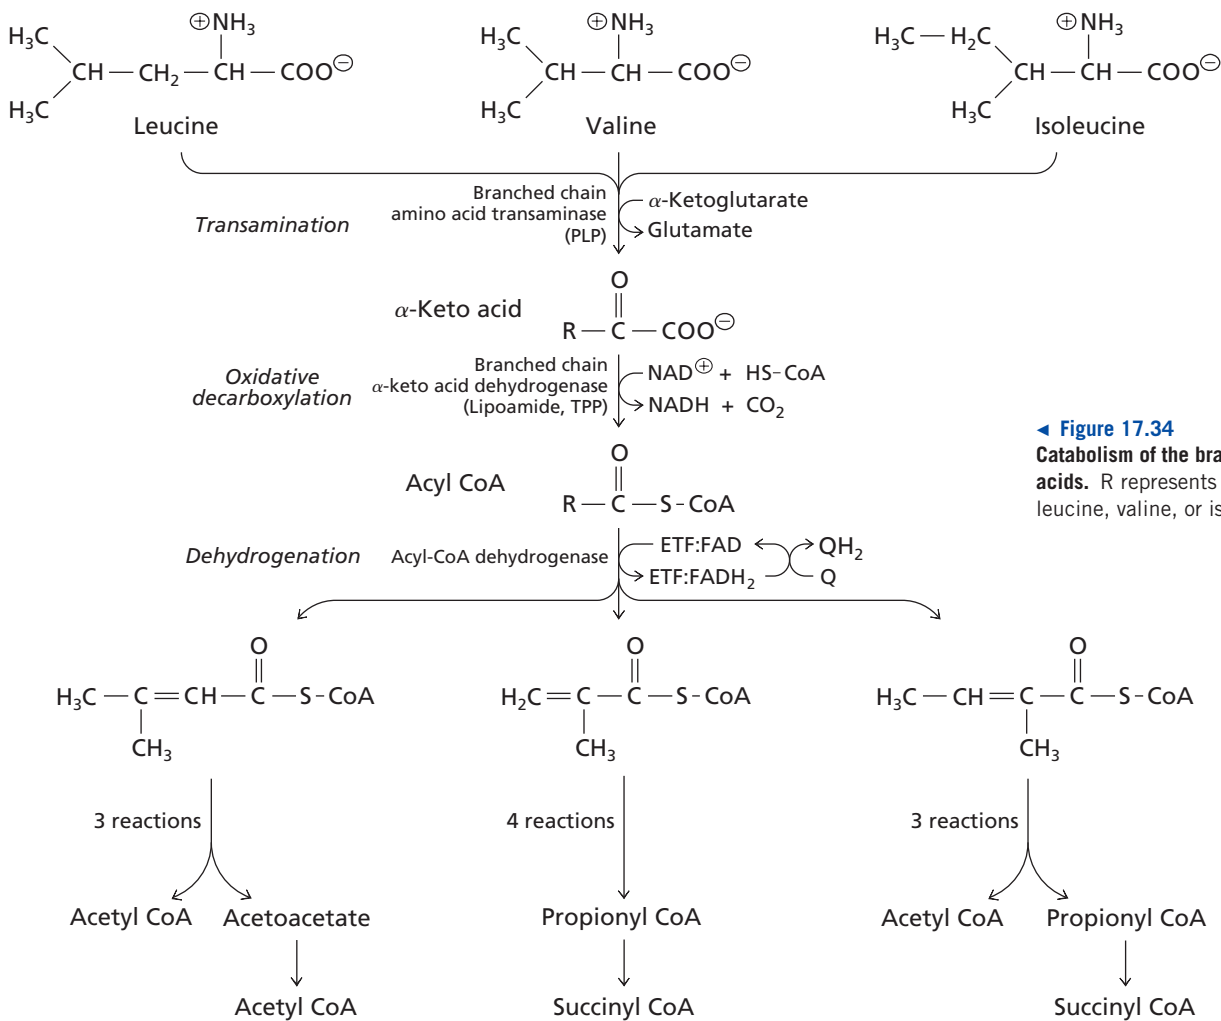 ⊕NH₃
H₃C
CH — CH₂ — CH — COO⊖
H₃C
Leucine
⊕NH₃
H₃C
CH — CH — COO⊖
H₃C
Valine
⊕NH₃
H₃C — H₂C
CH — CH — COO⊖
H₃C
Isoleucine
Transamination
Branched chain
amino acid transaminase
(PLP)
α-Ketoglutarate
Glutamate
α-Keto acid
O
R — C — COO⊖
Oxidative
decarboxylation
Branched chain
α-keto acid dehydrogenase
(Lipoamide, TPP)
NAD⊕ + HS-CoA
NADH + CO₂
◄ Figure 17.34
Catabolism of the bra
acids. R represents
leucine, valine, or is
Acyl CoA
O
R — C — S-CoA
Dehydrogenation
Acyl-CoA dehydrogenase
ETF:FAD
QH₂
ETF:FADH₂
Q
O
H₃C — C = CH — C — S-CoA
CH₃
O
H₂C = C — C — S-CoA
CH₃
O
H₃C — CH = C — C — S-CoA
CH₃
3 reactions
4 reactions
3 reactions
Acetyl CoA
Acetoacetate
Propionyl CoA
Acetyl CoA
Propionyl CoA
Acetyl CoA
Succinyl CoA
Succinyl CoA